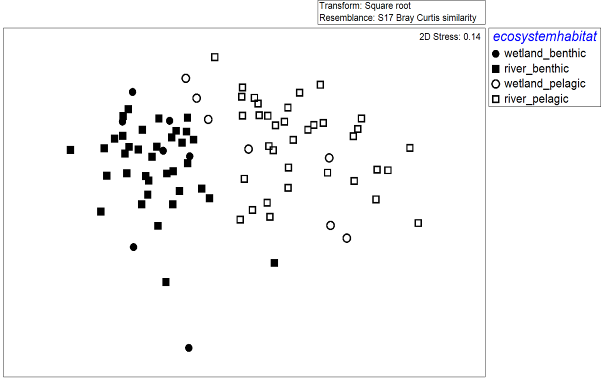 Transform: Square root
Resemblance: S17 Bray Curtis similarity
2D Stress: 0.14
ecosystemhabitat
wetland_benthic
river_benthic
wetland_pelagic
river_pelagic